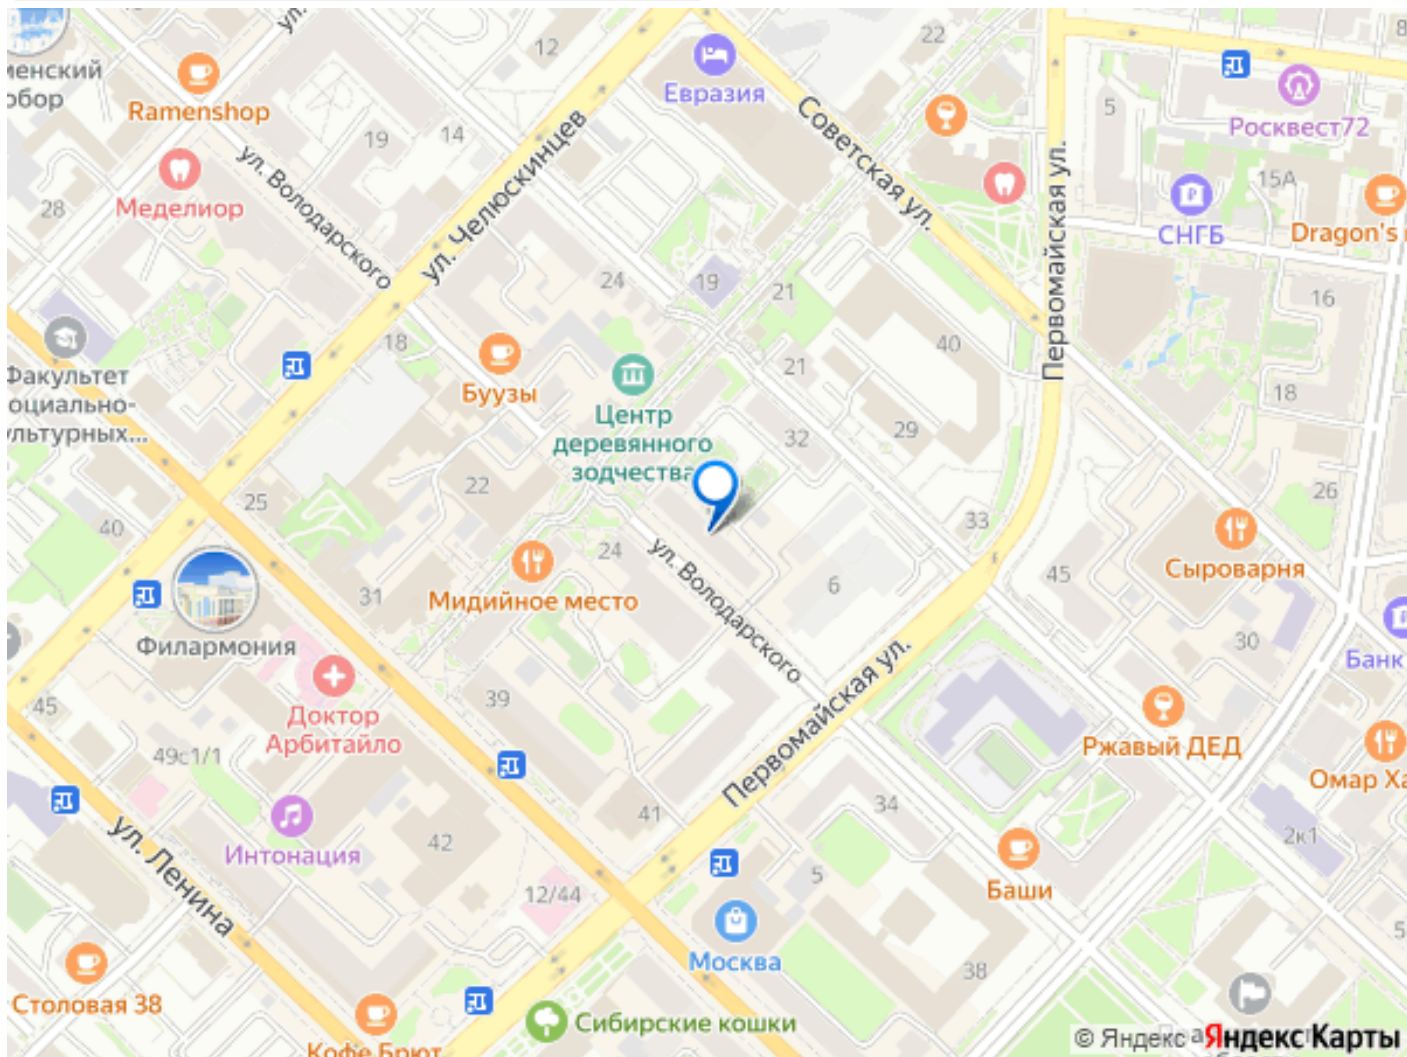 12
22
менский
обор
Ramenshop
Евразия
5
Росквест72
19
14
ул. Володарского
ул. Челюскинцев
Советская ул.
Первомайская ул.
15А
28
Меделиор
СНГБ
Dragon's
24
19
21
16
18
Буузы
40
21
18
Факультет
оциально-
ультурных...
Центр
деревянного
зодчества
32
29
22
25
26
40
33
24
ул. Володарского
6
45
Сыроварня
31
Мидийное место
Филармония
30
Банк
Доктор
Арбитайло
39
45
49с1/1
Первомайская ул.
Ржавый ДЕД
Омар Ха
41
34
2к1
ул. Ленина
Интонация
42
5
Баши
12/44
Москва
38
5
Столовая 38
Сибирские кошки
Кофе Брют
© Яндекс
Яндекс Карты